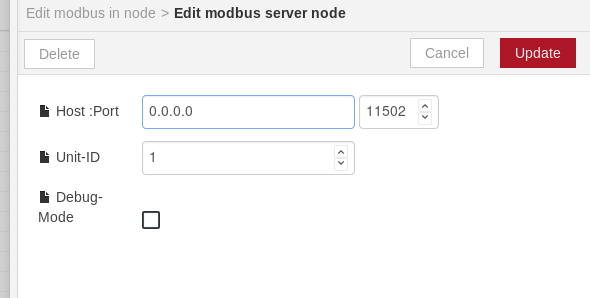 Edit modbus in node > Edit modbus server node
Delete Cancel Update
Host :Port 0.0.0.0 11502
Unit-ID 1
Debug-
Mode